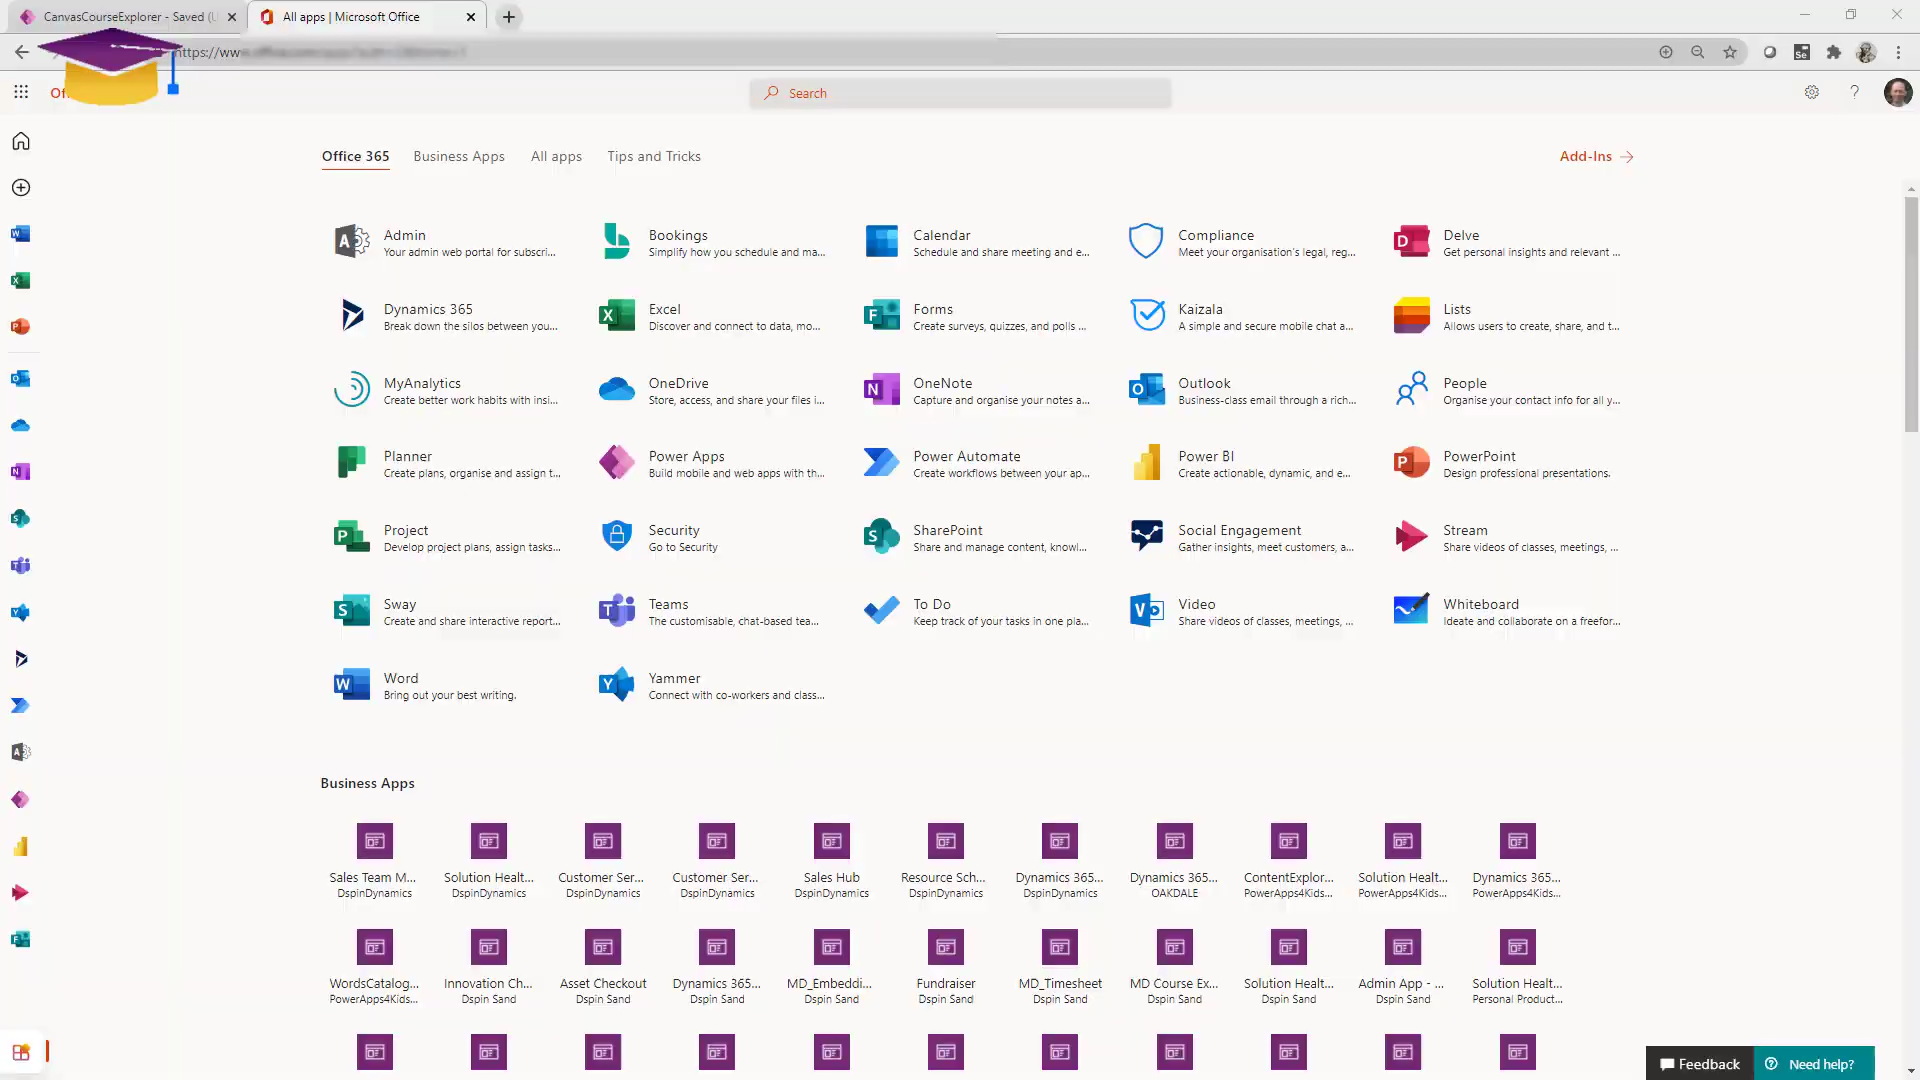 CanvasCourseExplorer - Saved (U
All apps | Microsoft Office
https://www.
Search
Office 365
Business Apps
All apps
Tips and Tricks
Add-Ins
Admin
Your admin web portal for subscri...
Bookings
Simplify how you schedule and ma...
Calendar
Schedule and share meeting and e...
Compliance
Meet your organisation's legal, reg...
Delve
Get personal insights and relevant ...
Dynamics 365
Break down the silos between you...
Excel
Discover and connect to data, mo...
Forms
Create surveys, quizzes, and polls ...
Kaizala
A simple and secure mobile chat a...
Lists
Allows users to create, share, and t...
MyAnalytics
Create better work habits with insi...
OneDrive
Store, access, and share your files i...
OneNote
Capture and organise your notes a...
Outlook
Business-class email through a rich...
People
Organise your contact info for all y...
Planner
Create plans, organise and assign t...
Power Apps
Build mobile and web apps with th...
Power Automate
Create workflows between your ap...
Power BI
Create actionable, dynamic, and e...
PowerPoint
Design professional presentations.
Project
Develop project plans, assign tasks...
Security
Go to Security
SharePoint
Share and manage content, knowl...
Social Engagement
Gather insights, meet customers, a...
Stream
Share videos of classes, meetings, ...
Sway
Create and share interactive report...
Teams
The customisable, chat-based tea...
To Do
Keep track of your tasks in one pla...
Video
Share videos of classes, meetings, ...
Whiteboard
Ideate and collaborate on a freefor...
Word
Bring out your best writing.
Yammer
Connect with co-workers and class...
Business Apps
Sales Team M...
DspinDynamics
Solution Healt...
DspinDynamics
Customer Ser...
DspinDynamics
Customer Ser...
DspinDynamics
Sales Hub
DspinDynamics
Resource Sch...
DspinDynamics
Dynamics 365...
DspinDynamics
Dynamics 365...
OAKDALE
ContentExplor...
PowerApps4Kids...
Solution Healt...
PowerApps4Kids...
Dynamics 365...
PowerApps4Kids...
WordsCatalog...
PowerApps4Kids...
Innovation Ch...
Dspin Sand
Asset Checkout
Dspin Sand
Dynamics 365...
Dspin Sand
MD_Embeddi...
Dspin Sand
Fundraiser
Dspin Sand
MD_Timesheet
Dspin Sand
MD Course Ex...
Dspin Sand
Solution Healt...
Dspin Sand
Admin App - ...
Dspin Sand
Solution Healt...
Personal Product...
Feedback
Need help?